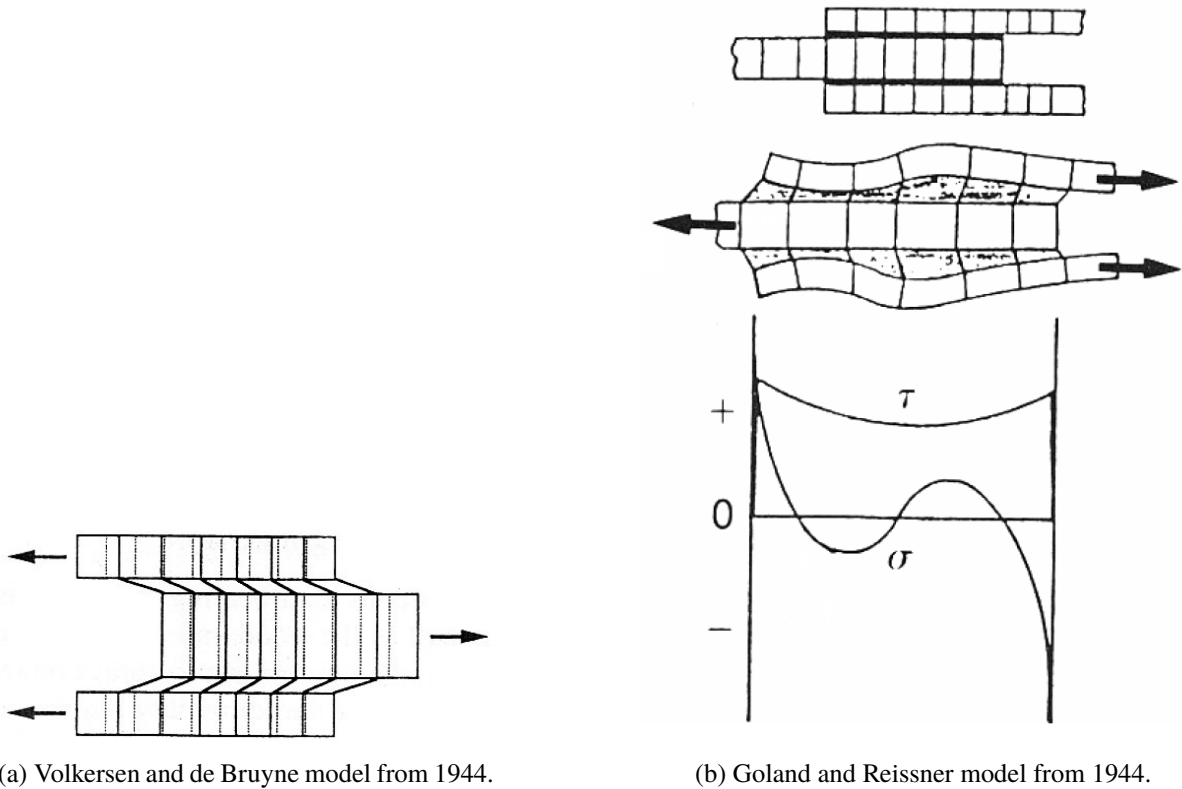 +
τ
0
σ
−
(a) Volkersen and de Bruyne model from 1944.
(b) Goland and Reissner model from 1944.